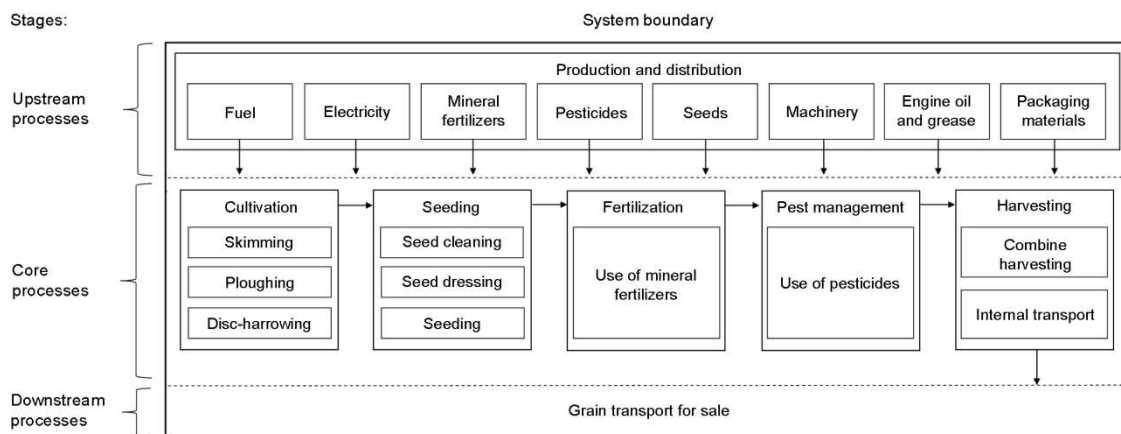 Stages:
System boundary
Upstream
processes
Production and distribution
Fuel
Electricity
Mineral
fertilizers
Pesticides
Seeds
Machinery
Engine oil
and grease
Packaging
materials
Core
processes
Cultivation
Skimming
Ploughing
Disc-harrowing
Seeding
Seed cleaning
Seed dressing
Seeding
Fertilization
Use of mineral
fertilizers
Pest management
Use of pesticides
Harvesting
Combine
harvesting
Internal transport
Downstream
processes
Grain transport for sale